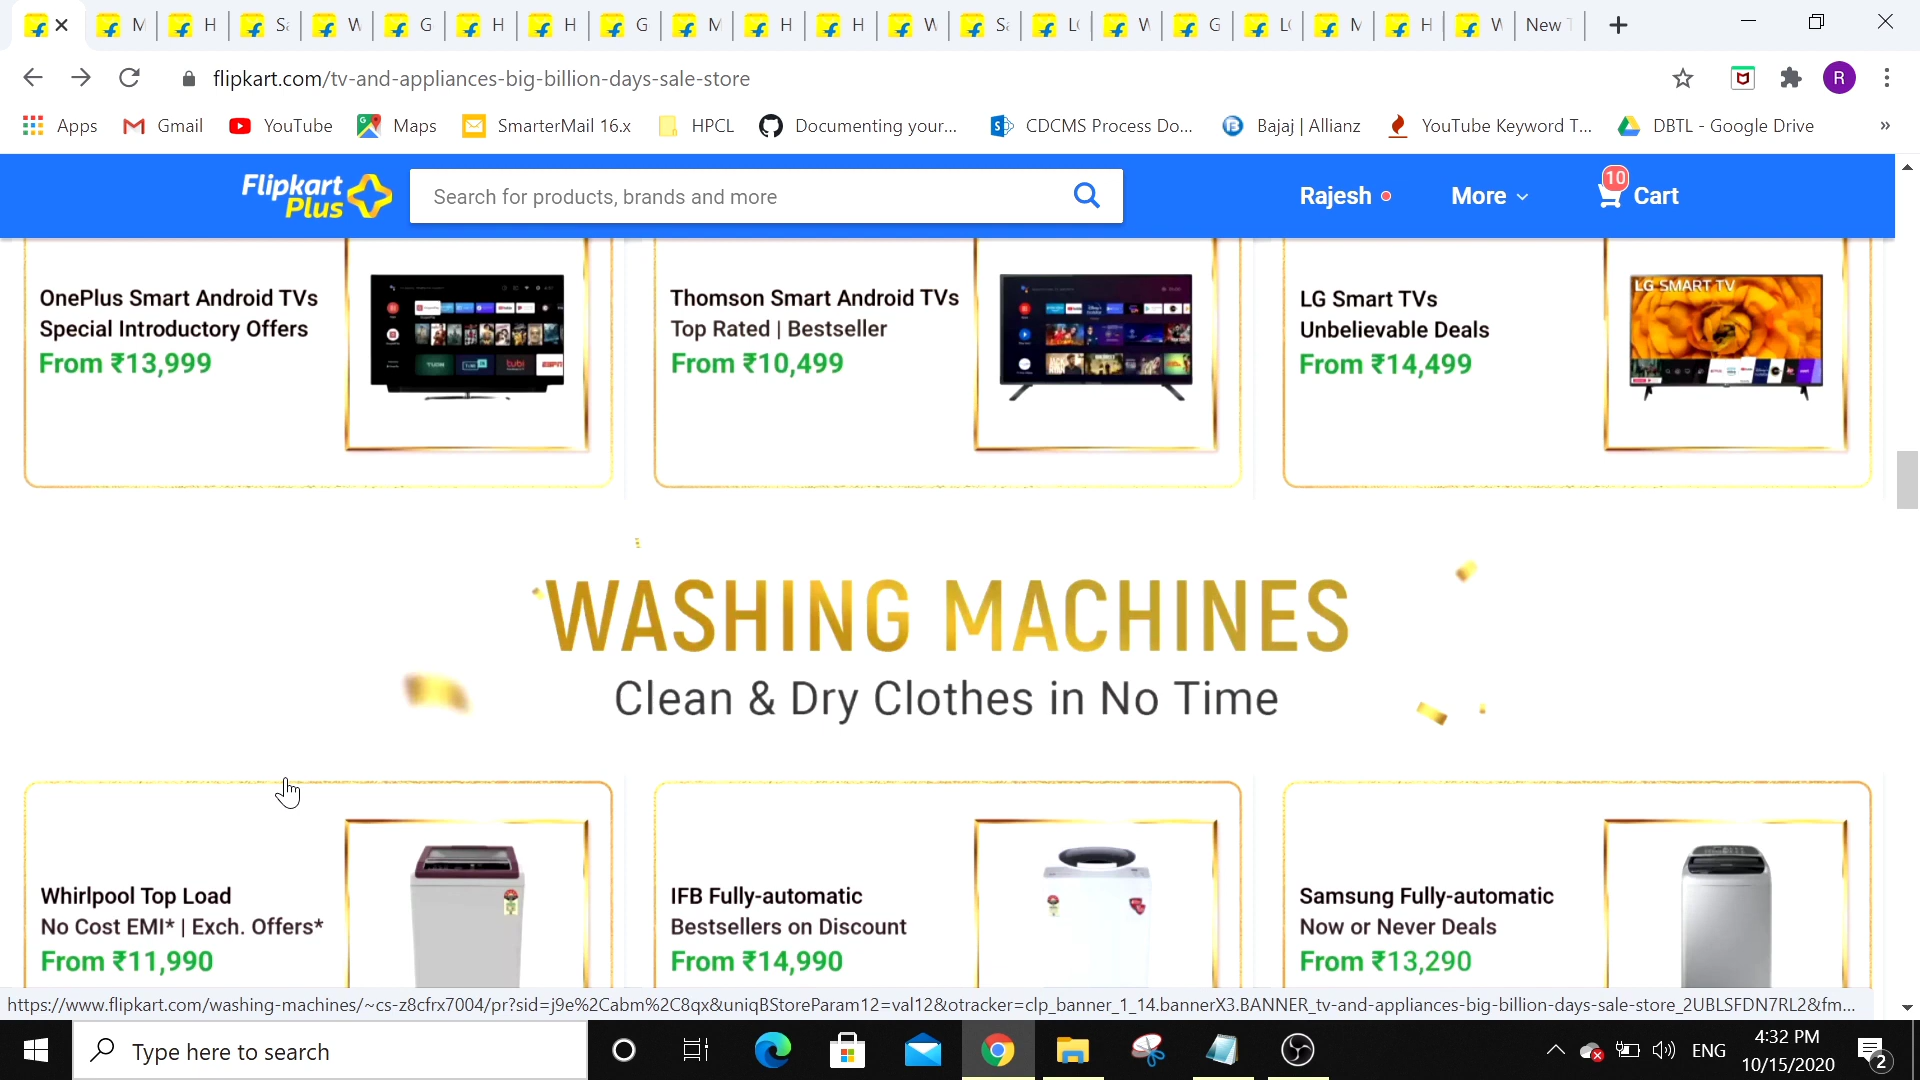 M H Sa W G H H G M H H W Sa L W G L M H W New T
flipkart.com/tv-and-appliances-big-billion-days-sale-store
R
Apps Gmail YouTube Maps SmarterMail 16.x HPCL Documenting your... CDCMS Process Do... Bajaj | Allianz YouTube Keyword T... DBTL - Google Drive »
Flipkart
Plus
Search for products, brands and more
Rajesh
More
10
Cart
OnePlus Smart Android TVs
Special Introductory Offers
From ₹13,999
Thomson Smart Android TVs
Top Rated | Bestseller
From ₹10,499
LG Smart TVs
Unbelievable Deals
From ₹14,499
LG SMART TV
WASHING MACHINES
Clean & Dry Clothes in No Time
Whirlpool Top Load
No Cost EMI* | Exch. Offers*
From ₹11,990
IFB Fully-automatic
Bestsellers on Discount
From ₹14,990
Samsung Fully-automatic
Now or Never Deals
From ₹13,290
https://www.flipkart.com/washing-machines/~cs-z8cfrx7004/pr?sid=j9e%2Cabm%2C8qx&uniqBStoreParam12=val12&otracker=clp_banner_1_14.bannerX3.BANNER_tv-and-appliances-big-billion-days-sale-store_2UBLSFDN7RL2&fm...
Type here to search
ENG
4:32 PM
10/15/2020
2